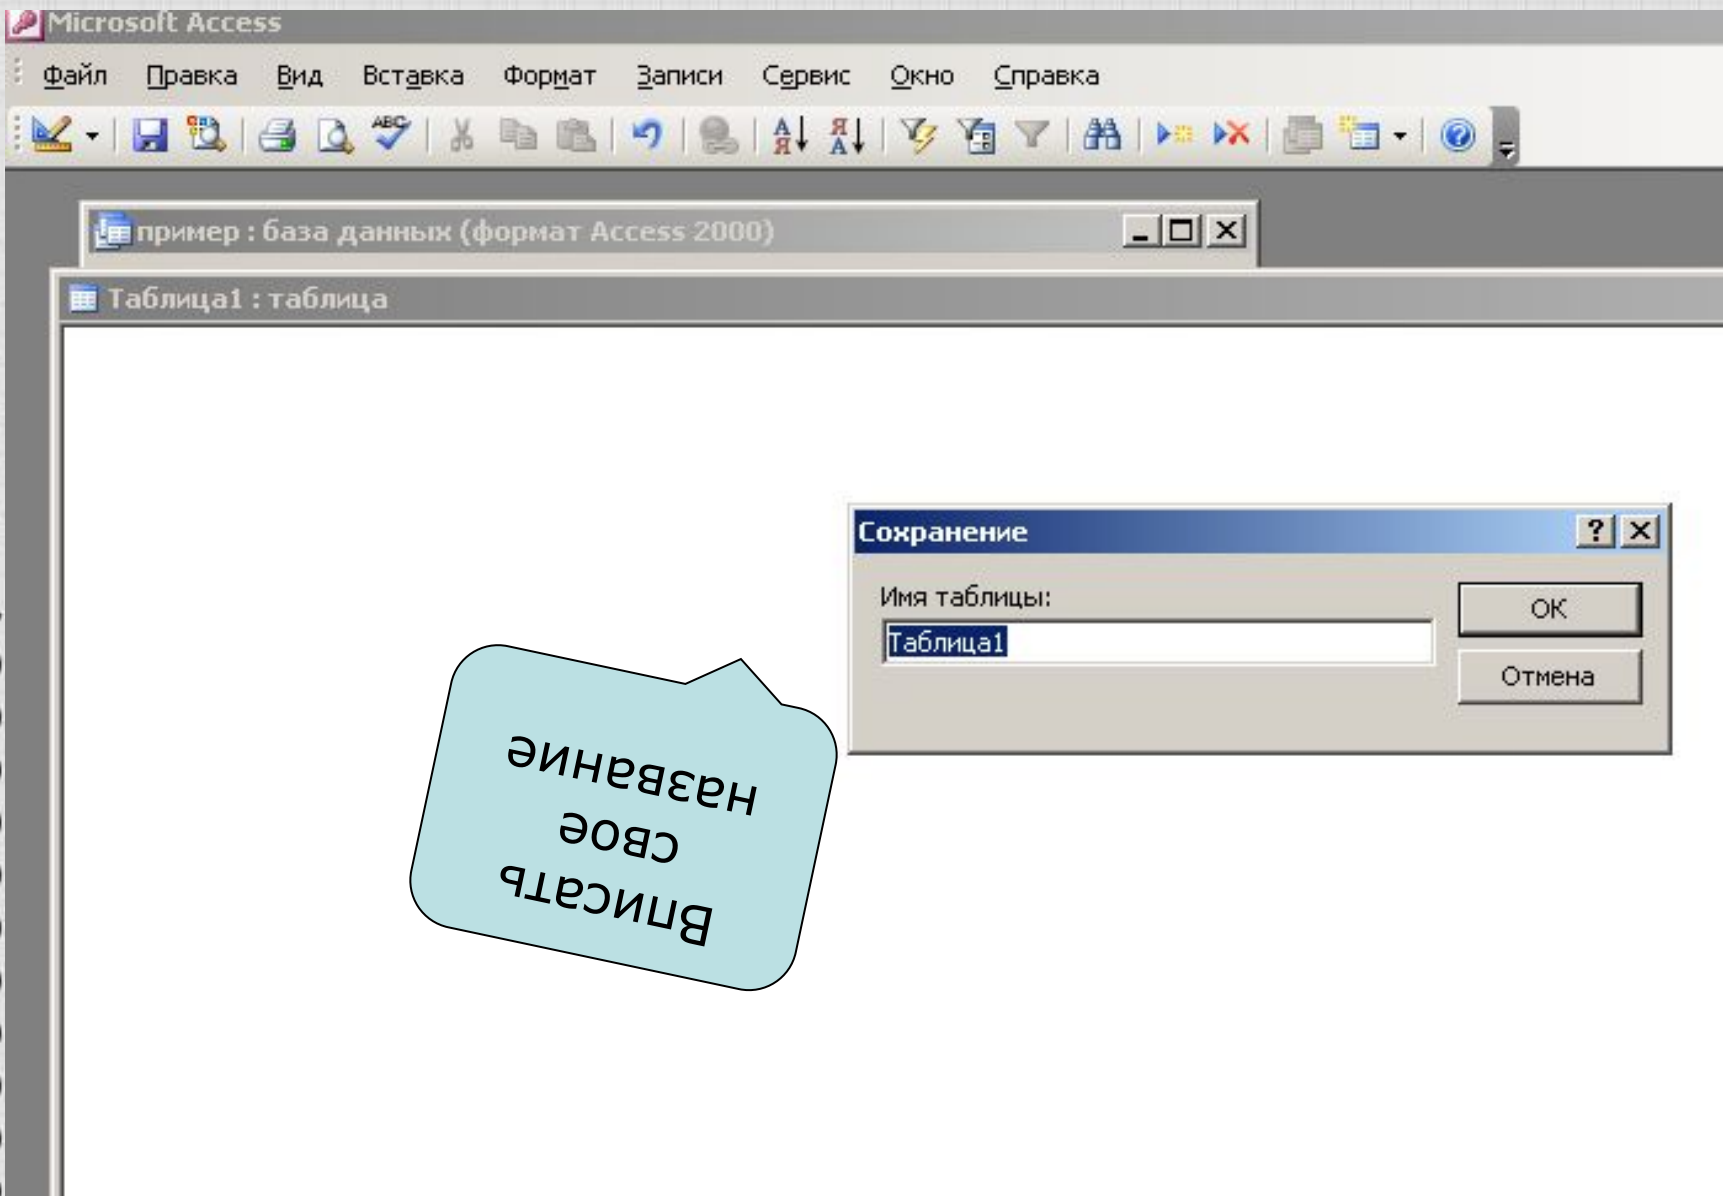 Microsoft Access
Файл Правка Вид Вставка Формат Записи Сервис Окно Справка
ABC
А Я Я А
пример : база данных (формат Access 2000)
Таблица1 : таблица
Сохранение
Имя таблицы:
Таблица1
ОК
Отмена
Вписать
свое
название